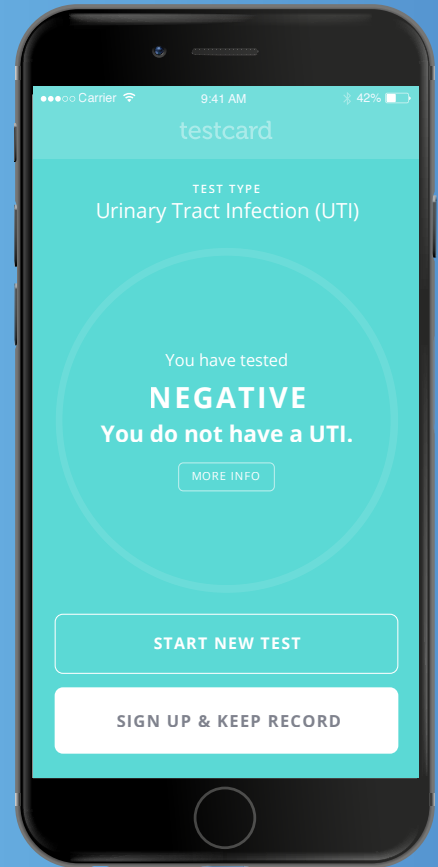 Carrier 9:41 AM 42%
testcard
TEST TYPE
Urinary Tract Infection (UTI)
You have tested
NEGATIVE
You do not have a UTI.
MORE INFO
START NEW TEST
SIGN UP & KEEP RECORD